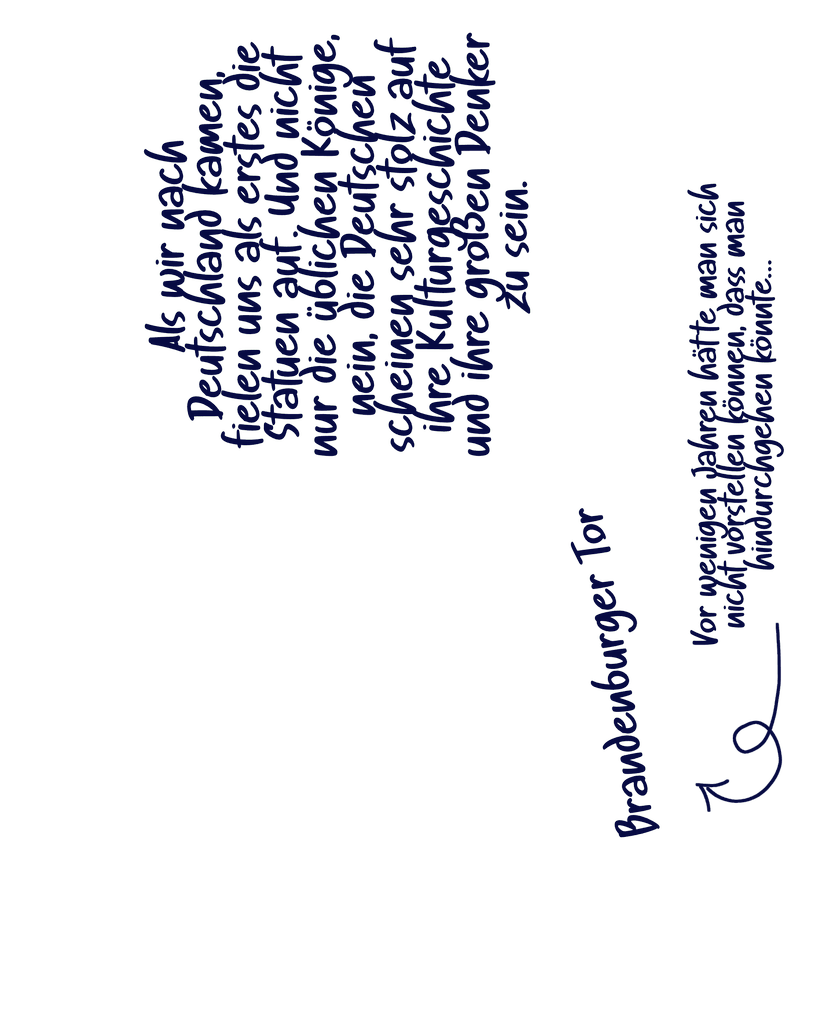 Als wir nach
Deutschland kamen,
fielen uns als erstes die
Statuen auf. Und nicht
nur die üblichen Könige,
nein, die Deutschen
scheinen sehr stolz auf
ihre Kulturgeschichte
und ihre großen Denker
zu sein.
Brandenburger Tor
Vor wenigen Jahren hätte man sich
nicht vorstellen können, dass man
hindurchgehen könnte...